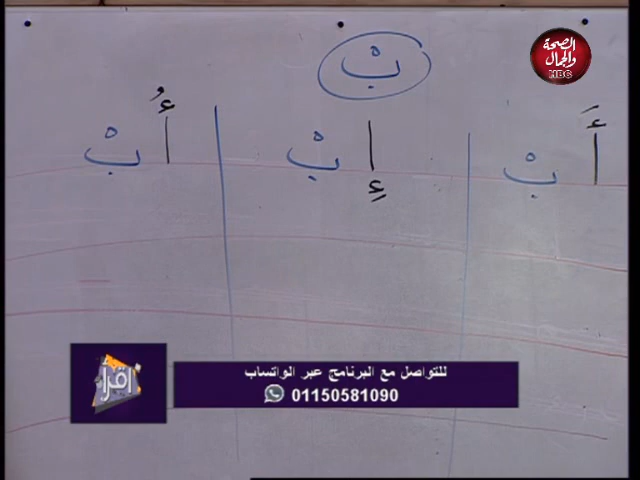 الصحة
والجمال
HBC
بْ
أَ بْ
إِ بْ
أُ بْ
للتواصل مع البرنامج عبر الواتساب
01150581090
اقرأ